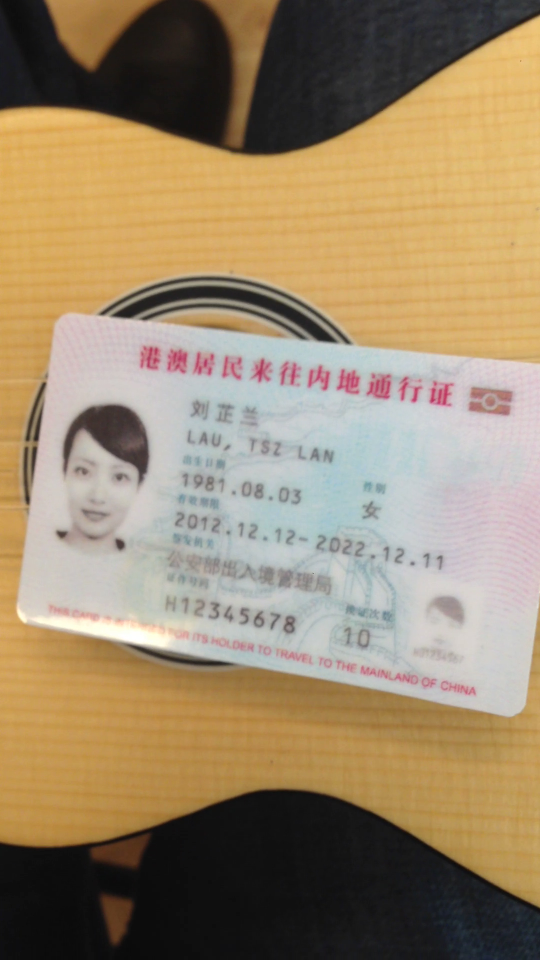 港澳居民来往内地通行证
刘芷兰
LAU, TSZ LAN
出生日期 性别
1981.08.03 女
有效期限
2012.12.12-2022.12.11
签发机关
公安部出入境管理局
证件号码 换证次数
H12345678 10
THIS CARD IS INTENDED FOR ITS HOLDER TO TRAVEL TO THE MAINLAND OF CHINA